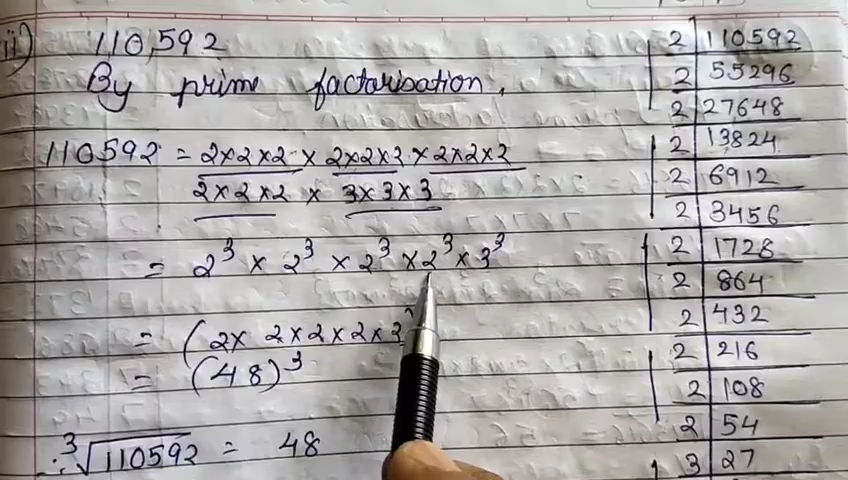 ii) 110,592
By prime factorisation,
110592 = 2×2×2 × 2×2×2 × 2×2×2
2×2×2 × 3×3×3
= 2³ × 2³ × 2³ × 2³ × 3³
= (2× 2×2×2×3
= (48)³
∴ ³√110592 = 48
2 110592
2 55296
2 27648
2 13824
2 6912
2 3456
2 1728
2 864
2 432
2 216
2 108
2 54
3 27